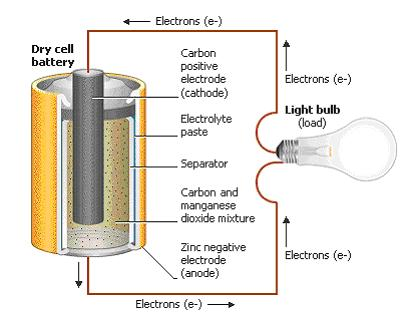 Electrons (e-)
Dry cell
battery
Carbon
positive
electrode
(cathode)
Electrons (e-)
Light bulb
(load)
Electrolyte
paste
Separator
Carbon and
manganese
dioxide mixture
Zinc negative
electrode
(anode)
Electrons (e-)
Electrons (e-)